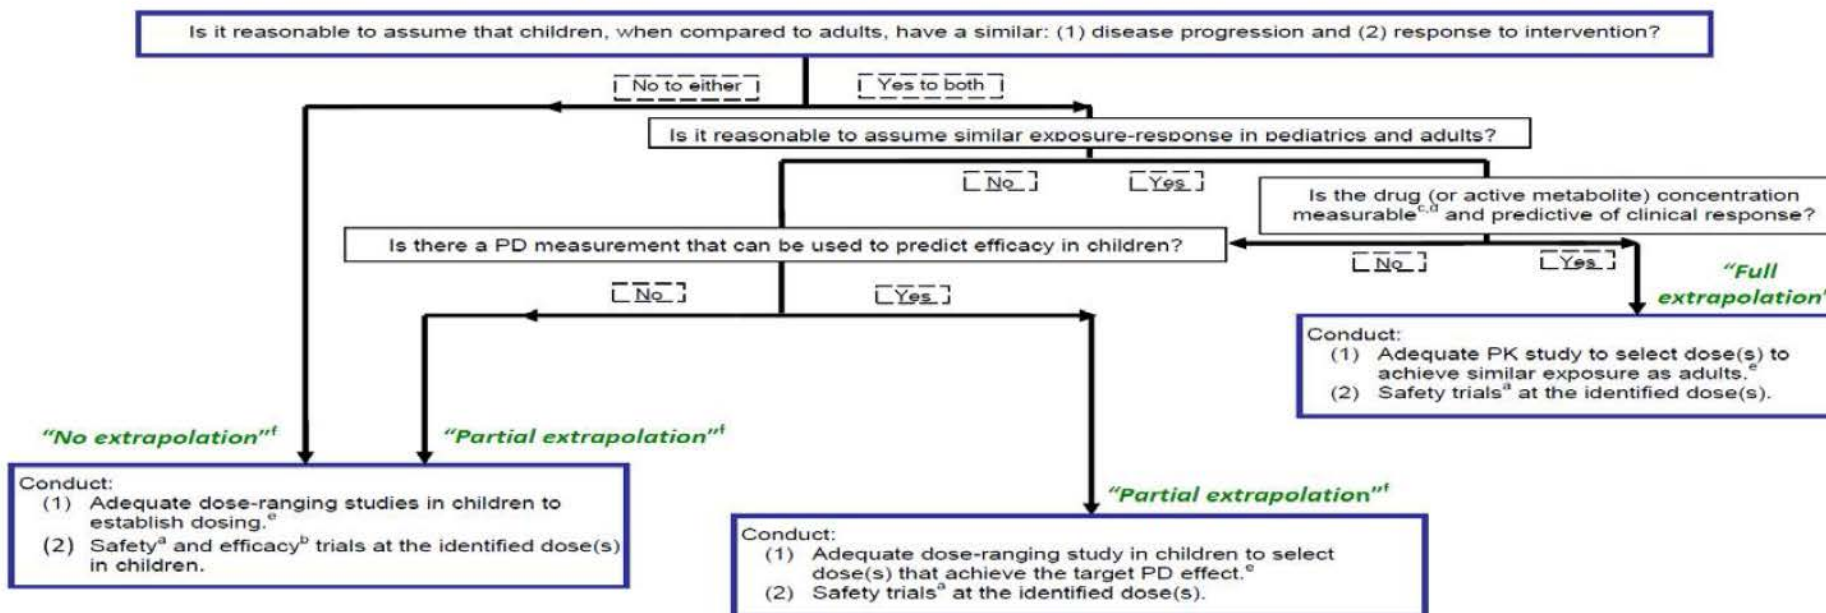 Is it reasonable to assume that children, when compared to adults, have a similar: (1) disease progression and (2) response to intervention?
No to either
Yes to both
Is it reasonable to assume similar exposure-response in pediatrics and adults?
No
Yes
Is the drug (or active metabolite) concentration
measurable^c,d and predictive of clinical response?
Is there a PD measurement that can be used to predict efficacy in children?
No
Yes
No
Yes
"Full
extrapolation"
Conduct:
(1) Adequate PK study to select dose(s) to
achieve similar exposure as adults.^e
(2) Safety trials^a at the identified dose(s).
"No extrapolation"^f
"Partial extrapolation"^f
Conduct:
(1) Adequate dose-ranging studies in children to
establish dosing.^e
(2) Safety^a and efficacy^b trials at the identified dose(s)
in children.
"Partial extrapolation"^f
Conduct:
(1) Adequate dose-ranging study in children to select
dose(s) that achieve the target PD effect.^e
(2) Safety trials^a at the identified dose(s).